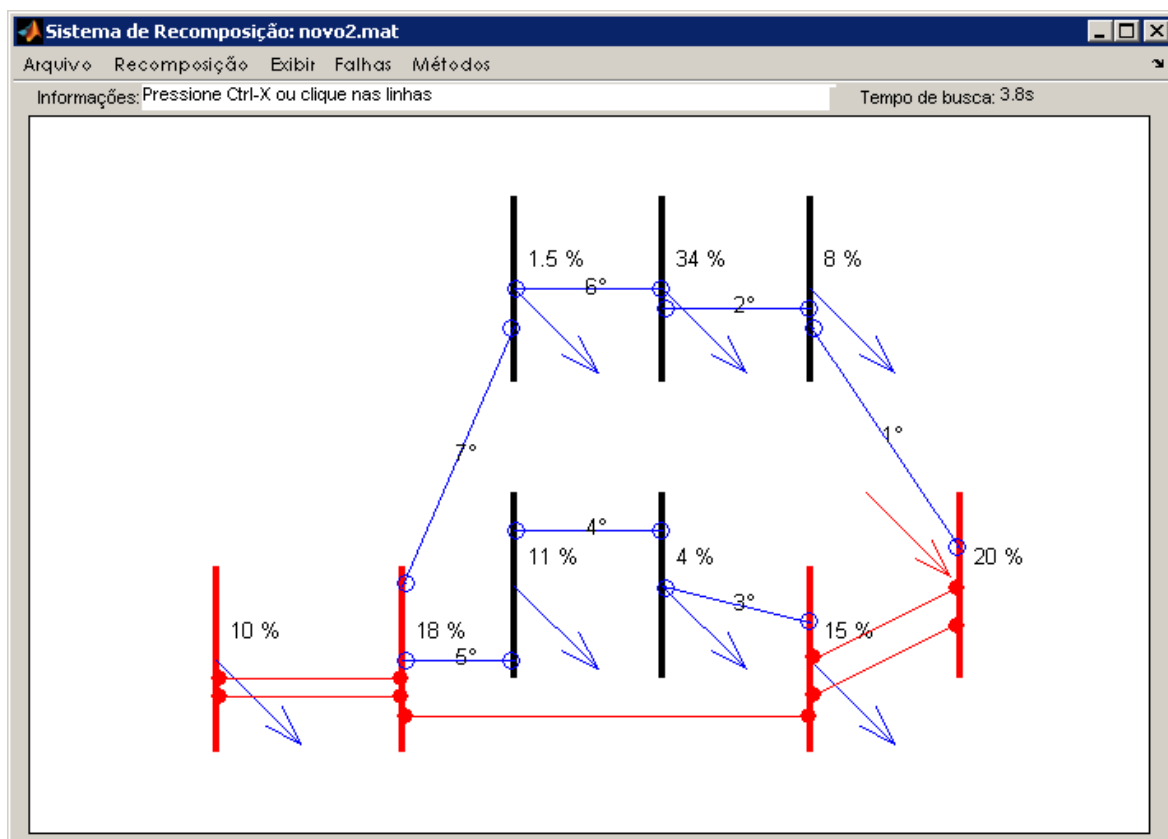 Sistema de Recomposição: novo2.mat
Arquivo Recomposição Exibir Falhas Métodos
Informações: Pressione Ctrl-X ou clique nas linhas Tempo de busca: 3.8s
1.5 % 34 % 8 %
6°
2°
7° 1°
4°
11 % 4 % 20 %
3°
10 % 18 % 15 %
5°